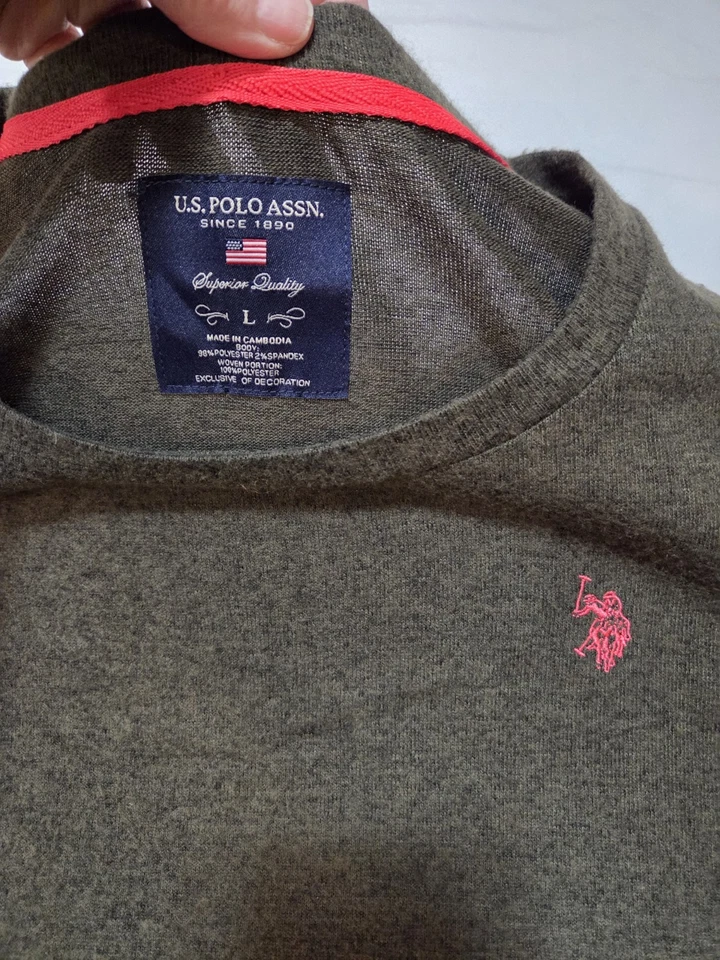 U.S. POLO ASSN.
SINCE 1890
Superior Quality
L
MADE IN CAMBODIA
BODY:
98%POLYESTER 2%SPANDEX
WOVEN PORTION:
100%POLYESTER
EXCLUSIVE OF DECORATION